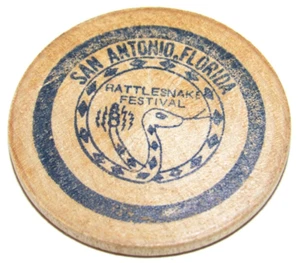 SAN ANTONIO, FLORIDA
RATTLESNAKE
FESTIVAL